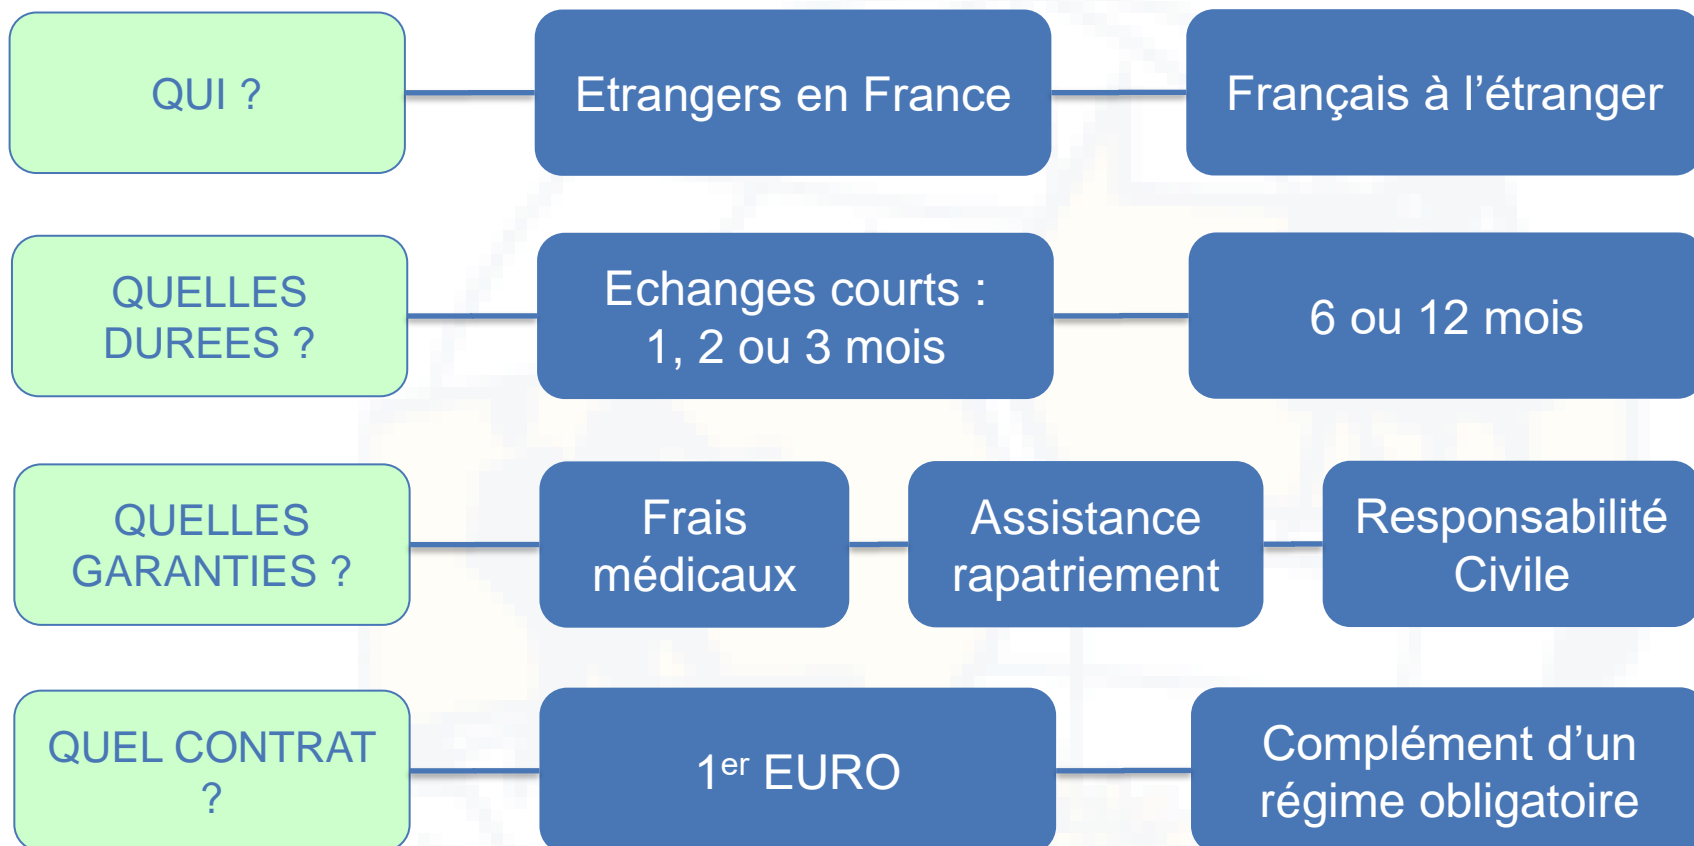 QUI ?
Etrangers en France
Français à l’étranger
QUELLES
DUREES ?
Echanges courts :
1, 2 ou 3 mois
6 ou 12 mois
QUELLES
GARANTIES ?
Frais
médicaux
Assistance
rapatriement
Responsabilité
Civile
QUEL CONTRAT
?
1er EURO
Complément d’un
régime obligatoire